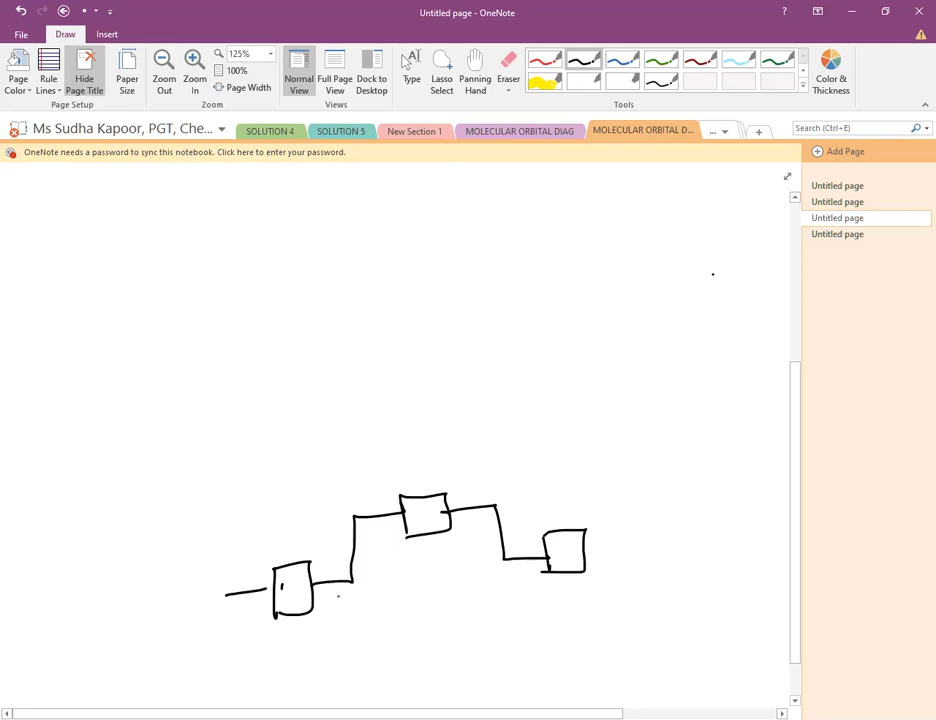 Untitled page - OneNote
?
File
Draw
Insert
Page Color
Rule Lines
Hide Page Title
Paper Size
Zoom Out
Zoom In
125%
100%
Page Width
Normal View
Full Page View
Dock to Desktop
Type
Lasso Select
Panning Hand
Eraser
Color & Thickness
Page Setup
Zoom
Views
Tools
Ms Sudha Kapoor, PGT, Che...
SOLUTION 4
SOLUTION 5
New Section 1
MOLECULAR ORBITAL DIAG
MOLECULAR ORBITAL D...
...
Search (Ctrl+E)
OneNote needs a password to sync this notebook. Click here to enter your password.
Add Page
Untitled page
Untitled page
Untitled page
Untitled page